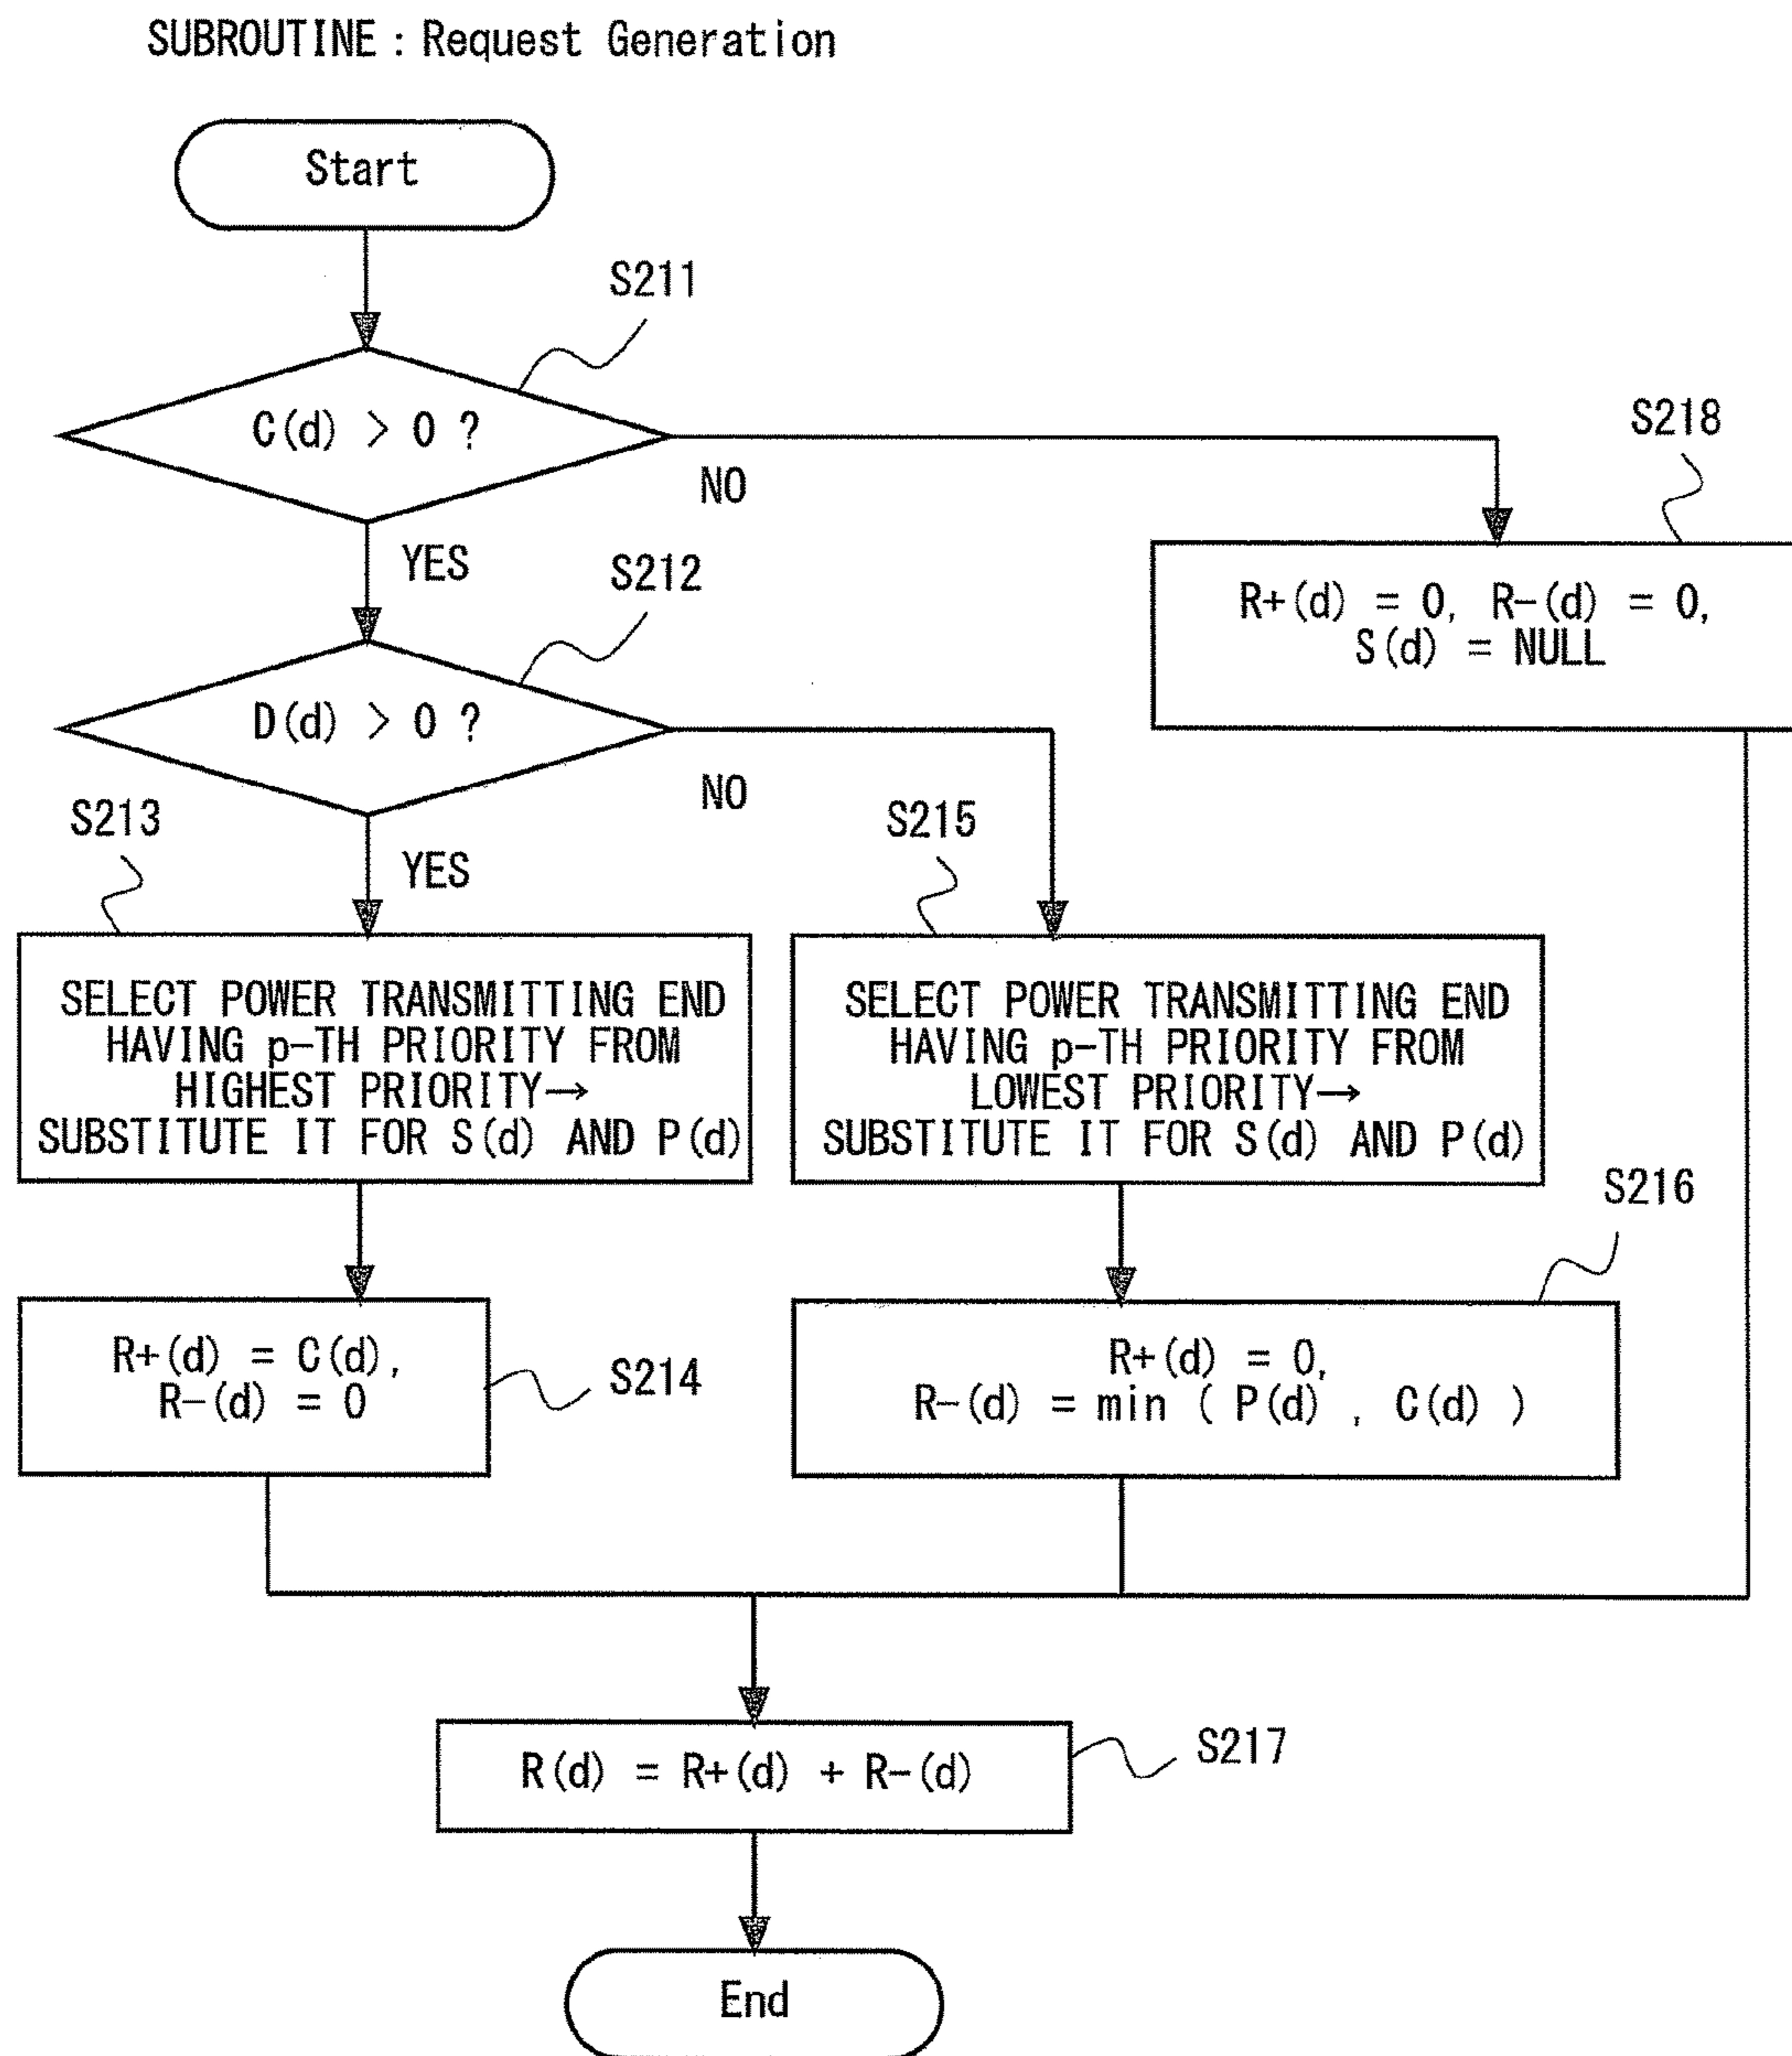 SUBROUTINE : Request Generation
Start
S211
C(d) > 0 ?
NO
YES
S218
R+(d) = 0, R-(d) = 0,
S(d) = NULL
S212
D(d) > 0 ?
NO
YES
S213
SELECT POWER TRANSMITTING END
HAVING p-TH PRIORITY FROM
HIGHEST PRIORITY→
SUBSTITUTE IT FOR S(d) AND P(d)
S215
SELECT POWER TRANSMITTING END
HAVING p-TH PRIORITY FROM
LOWEST PRIORITY→
SUBSTITUTE IT FOR S(d) AND P(d)
R+(d) = C(d),
R-(d) = 0
S214
S216
R+(d) = 0,
R-(d) = min ( P(d) , C(d) )
R(d) = R+(d) + R-(d)
S217
End